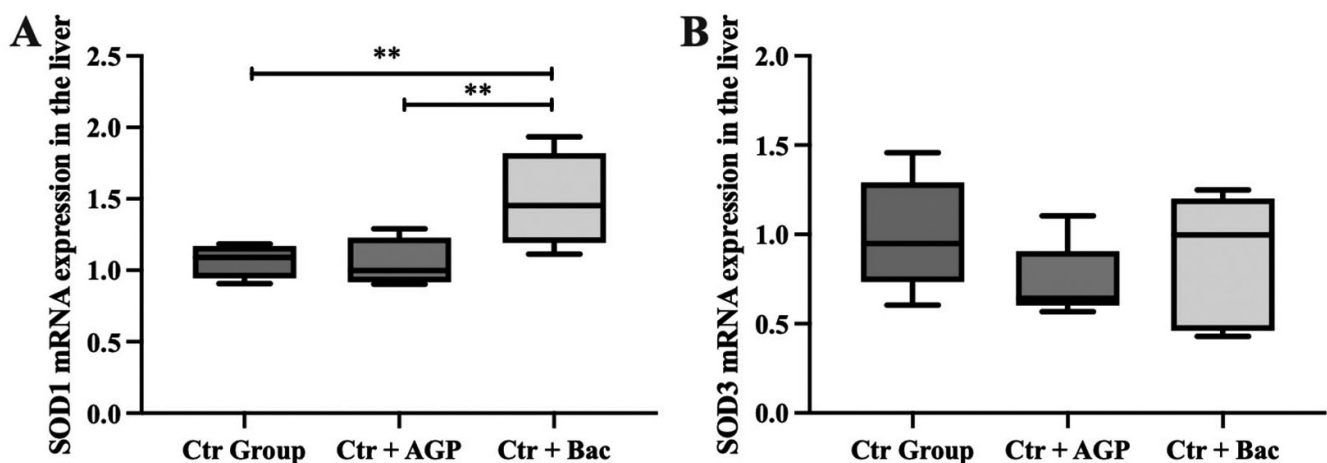 A
SOD1 mRNA expression in the liver
2.5
2.0
1.5
1.0
0.5
0.0
**
**
Ctr Group
Ctr + AGP
Ctr + Bac
B
SOD3 mRNA expression in the liver
2.0
1.5
1.0
0.5
0.0
Ctr Group
Ctr + AGP
Ctr + Bac